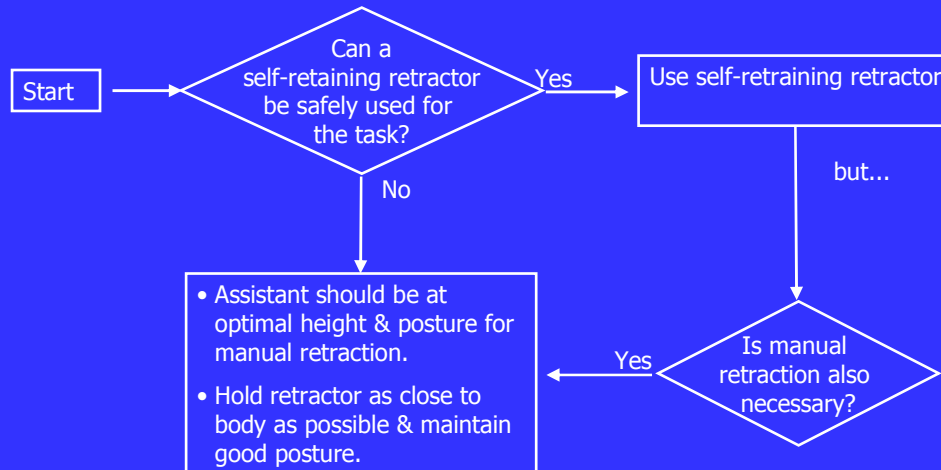 Start
Can a
self-retaining retractor
be safely used for
the task?
Yes
Use self-retraining retractor
No
but...
• Assistant should be at
optimal height & posture for
manual retraction.
• Hold retractor as close to
body as possible & maintain
good posture.
Yes
Is manual
retraction also
necessary?